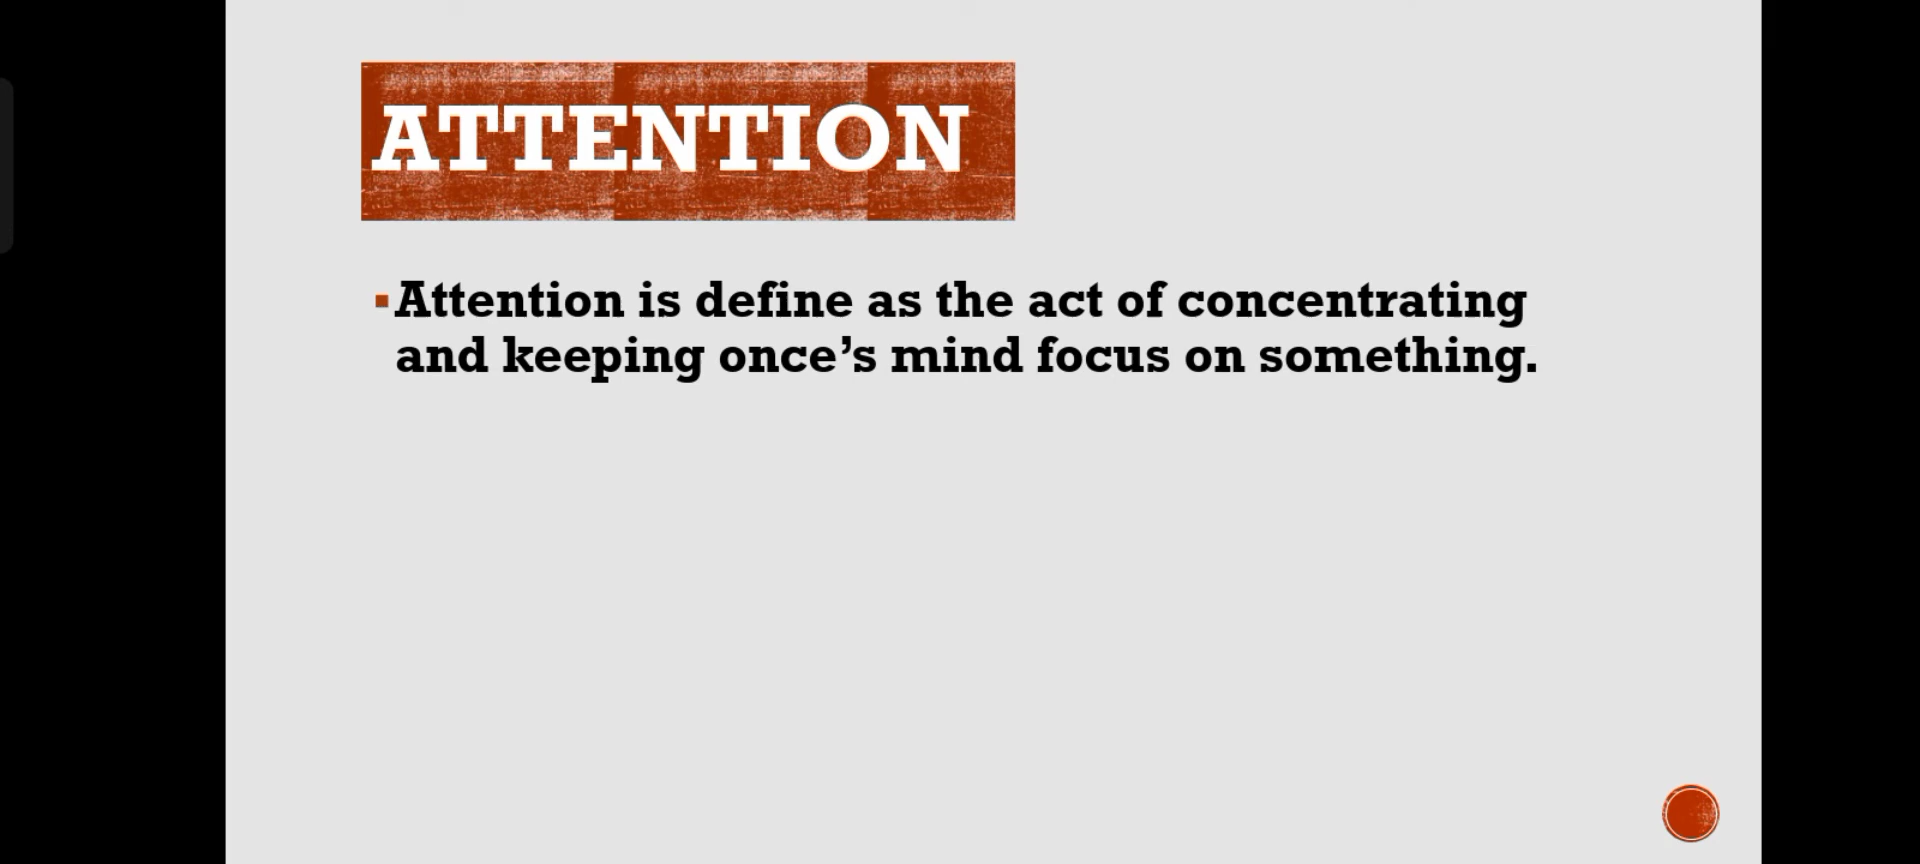 ATTENTION
▪Attention is define as the act of concentrating
and keeping once’s mind focus on something.